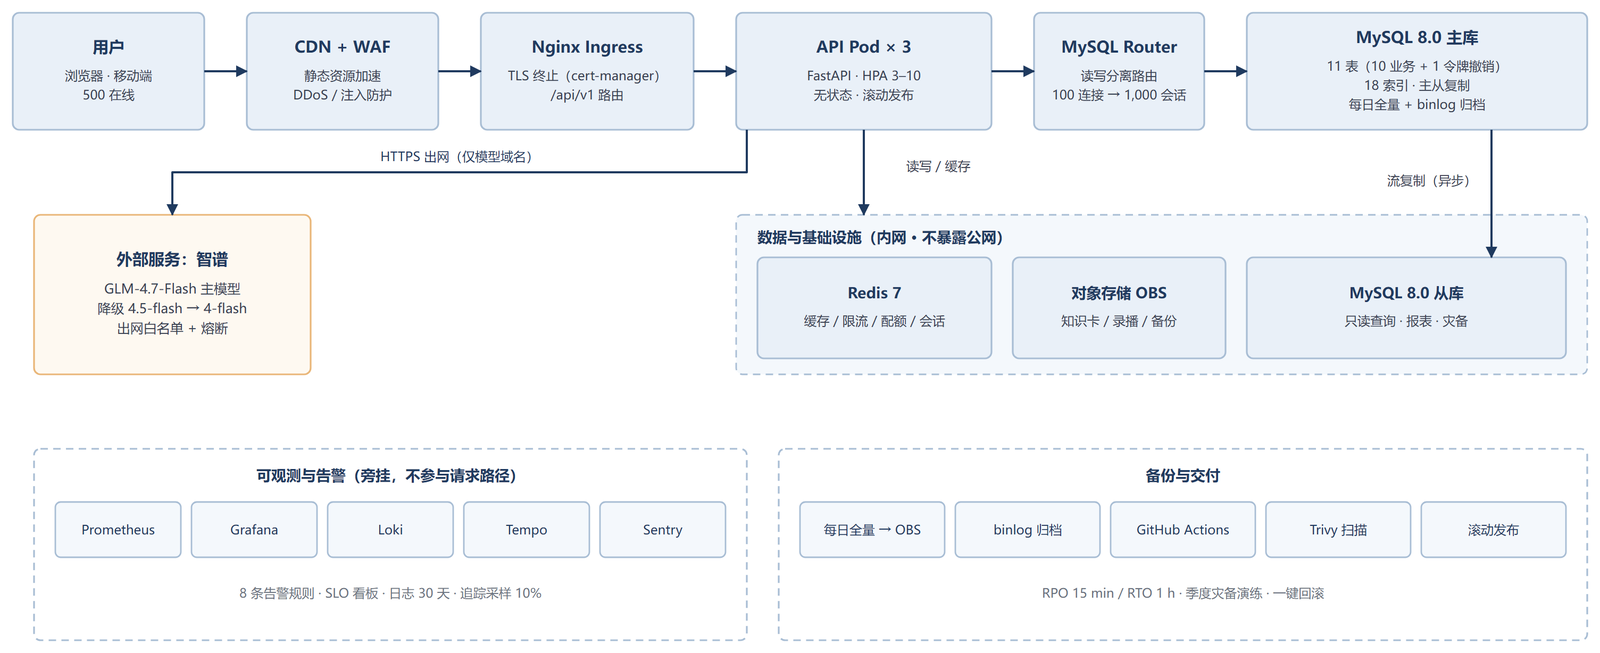 用户
浏览器 · 移动端
500 在线
CDN + WAF
静态资源加速
DDoS / 注入防护
Nginx Ingress
TLS 终止（cert-manager）
/api/v1 路由
API Pod × 3
FastAPI · HPA 3–10
无状态 · 滚动发布
MySQL Router
读写分离路由
100 连接 → 1,000 会话
MySQL 8.0 主库
11 表（10 业务 + 1 令牌撤销）
18 索引 · 主从复制
每日全量 + binlog 归档
HTTPS 出网（仅模型域名）
读写 / 缓存
流复制（异步）
外部服务：智谱
GLM-4.7-Flash 主模型
降级 4.5-flash → 4-flash
出网白名单 + 熔断
数据与基础设施（内网 · 不暴露公网）
Redis 7
缓存 / 限流 / 配额 / 会话
对象存储 OBS
知识卡 / 录播 / 备份
MySQL 8.0 从库
只读查询 · 报表 · 灾备
可观测与告警（旁挂，不参与请求路径）
Prometheus
Grafana
Loki
Tempo
Sentry
8 条告警规则 · SLO 看板 · 日志 30 天 · 追踪采样 10%
备份与交付
每日全量 → OBS
binlog 归档
GitHub Actions
Trivy 扫描
滚动发布
RPO 15 min / RTO 1 h · 季度灾备演练 · 一键回滚